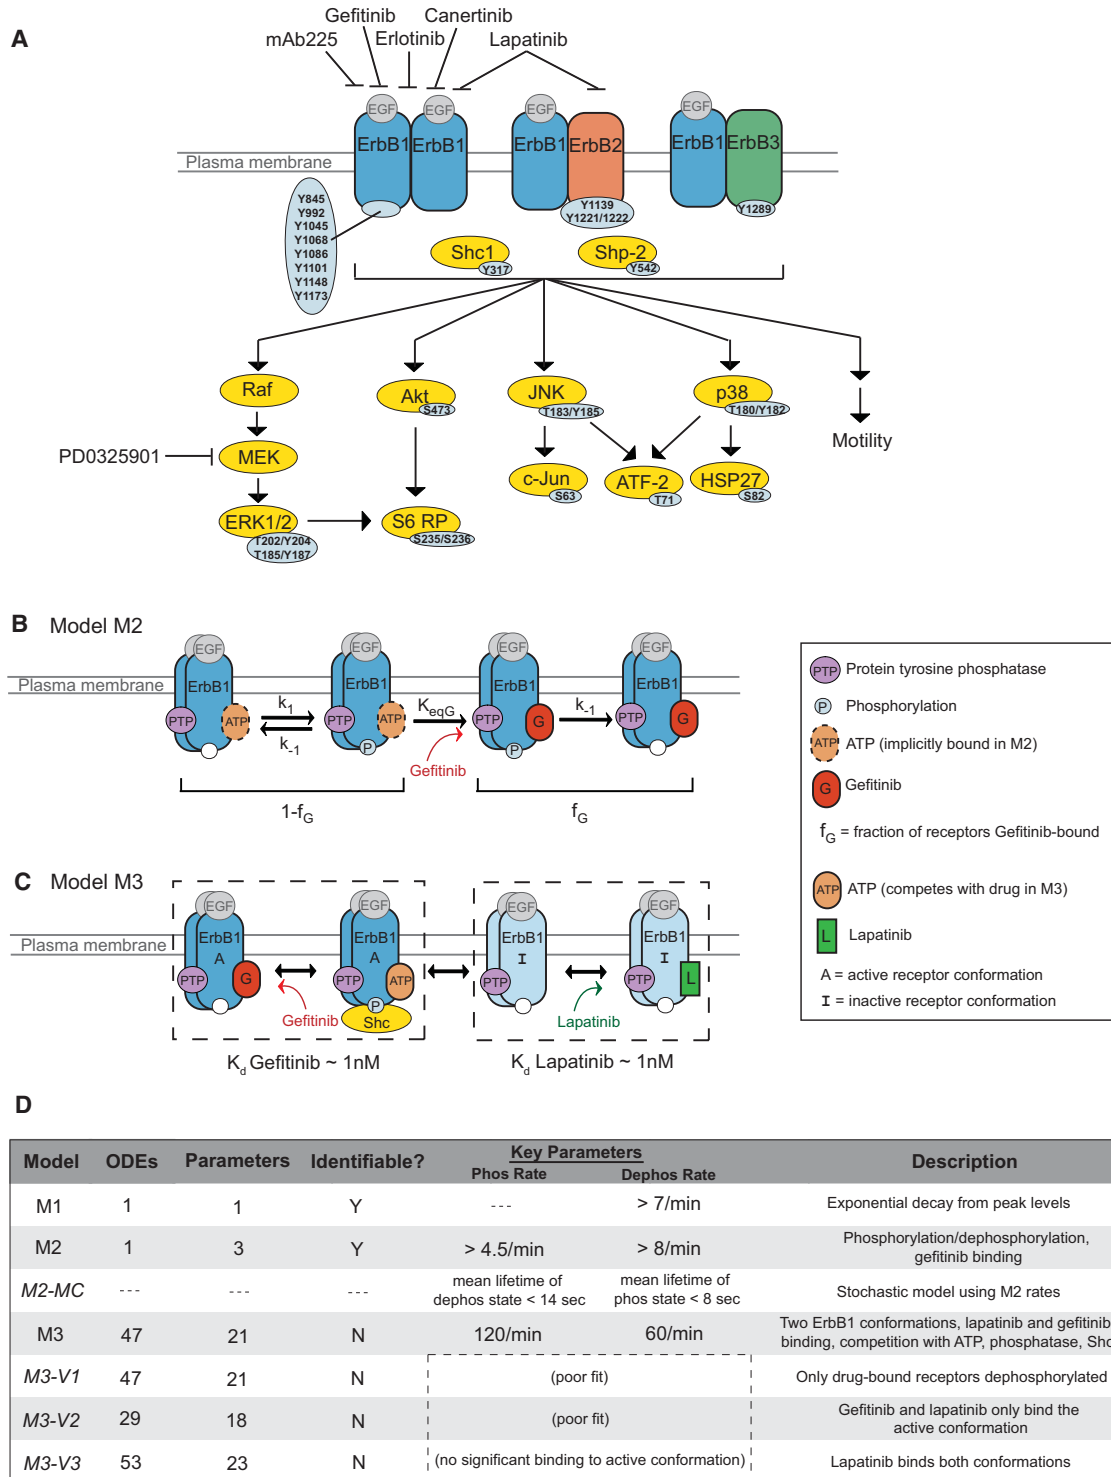 A
Gefitinib
Canertinib
mAb225
Erlotinib
Lapatinib
EGF
EGF
EGF
EGF
ErbB1
ErbB1
ErbB1
ErbB2
ErbB1
ErbB3
Plasma membrane
Y845
Y992
Y1045
Y1068
Y1086
Y1101
Y1148
Y1173
Y1139
Y1221/1222
Y1289
Shc1
Y317
Shp-2
Y542
Raf
Akt
S473
JNK
T183/Y185
p38
T180/Y182
Motility
PD0325901
MEK
c-Jun
S63
ATF-2
T71
HSP27
S82
ERK1/2
T202/Y204
T185/Y187
S6 RP
S235/S236
B Model M2
EGF
EGF
EGF
EGF
Plasma membrane
ErbB1
ErbB1
ErbB1
ErbB1
PTP
ATP
k1
k-1
PTP
ATP
P
KeqG
Gefitinib
PTP
G
P
k-1
PTP
G
1-fG
fG
PTP Protein tyrosine phosphatase
P Phosphorylation
ATP ATP (implicitly bound in M2)
G Gefitinib
fG = fraction of receptors Gefitinib-bound
ATP ATP (competes with drug in M3)
L Lapatinib
A = active receptor conformation
I = inactive receptor conformation
C Model M3
EGF
EGF
EGF
EGF
Plasma membrane
ErbB1
A
ErbB1
A
ErbB1
I
ErbB1
I
PTP
G
Gefitinib
PTP
ATP
P
Shc
PTP
Lapatinib
PTP
L
Kd Gefitinib ~ 1nM
Kd Lapatinib ~ 1nM
D
Key Parameters
Model ODEs Parameters Identifiable? Phos Rate Dephos Rate Description
M1 1 1 Y --- > 7/min Exponential decay from peak levels
M2 1 3 Y > 4.5/min > 8/min Phosphorylation/dephosphorylation,
gefitinib binding
M2-MC --- --- --- mean lifetime of
dephos state < 14 sec
mean lifetime of
phos state < 8 sec
Stochastic model using M2 rates
M3 47 21 N 120/min 60/min Two ErbB1 conformations, lapatinib and gefitinib
binding, competition with ATP, phosphatase, Shc
M3-V1 47 21 N (poor fit) Only drug-bound receptors dephosphorylated
M3-V2 29 18 N (poor fit) Gefitinib and lapatinib only bind the
active conformation
M3-V3 53 23 N (no significant binding to active conformation) Lapatinib binds both conformations